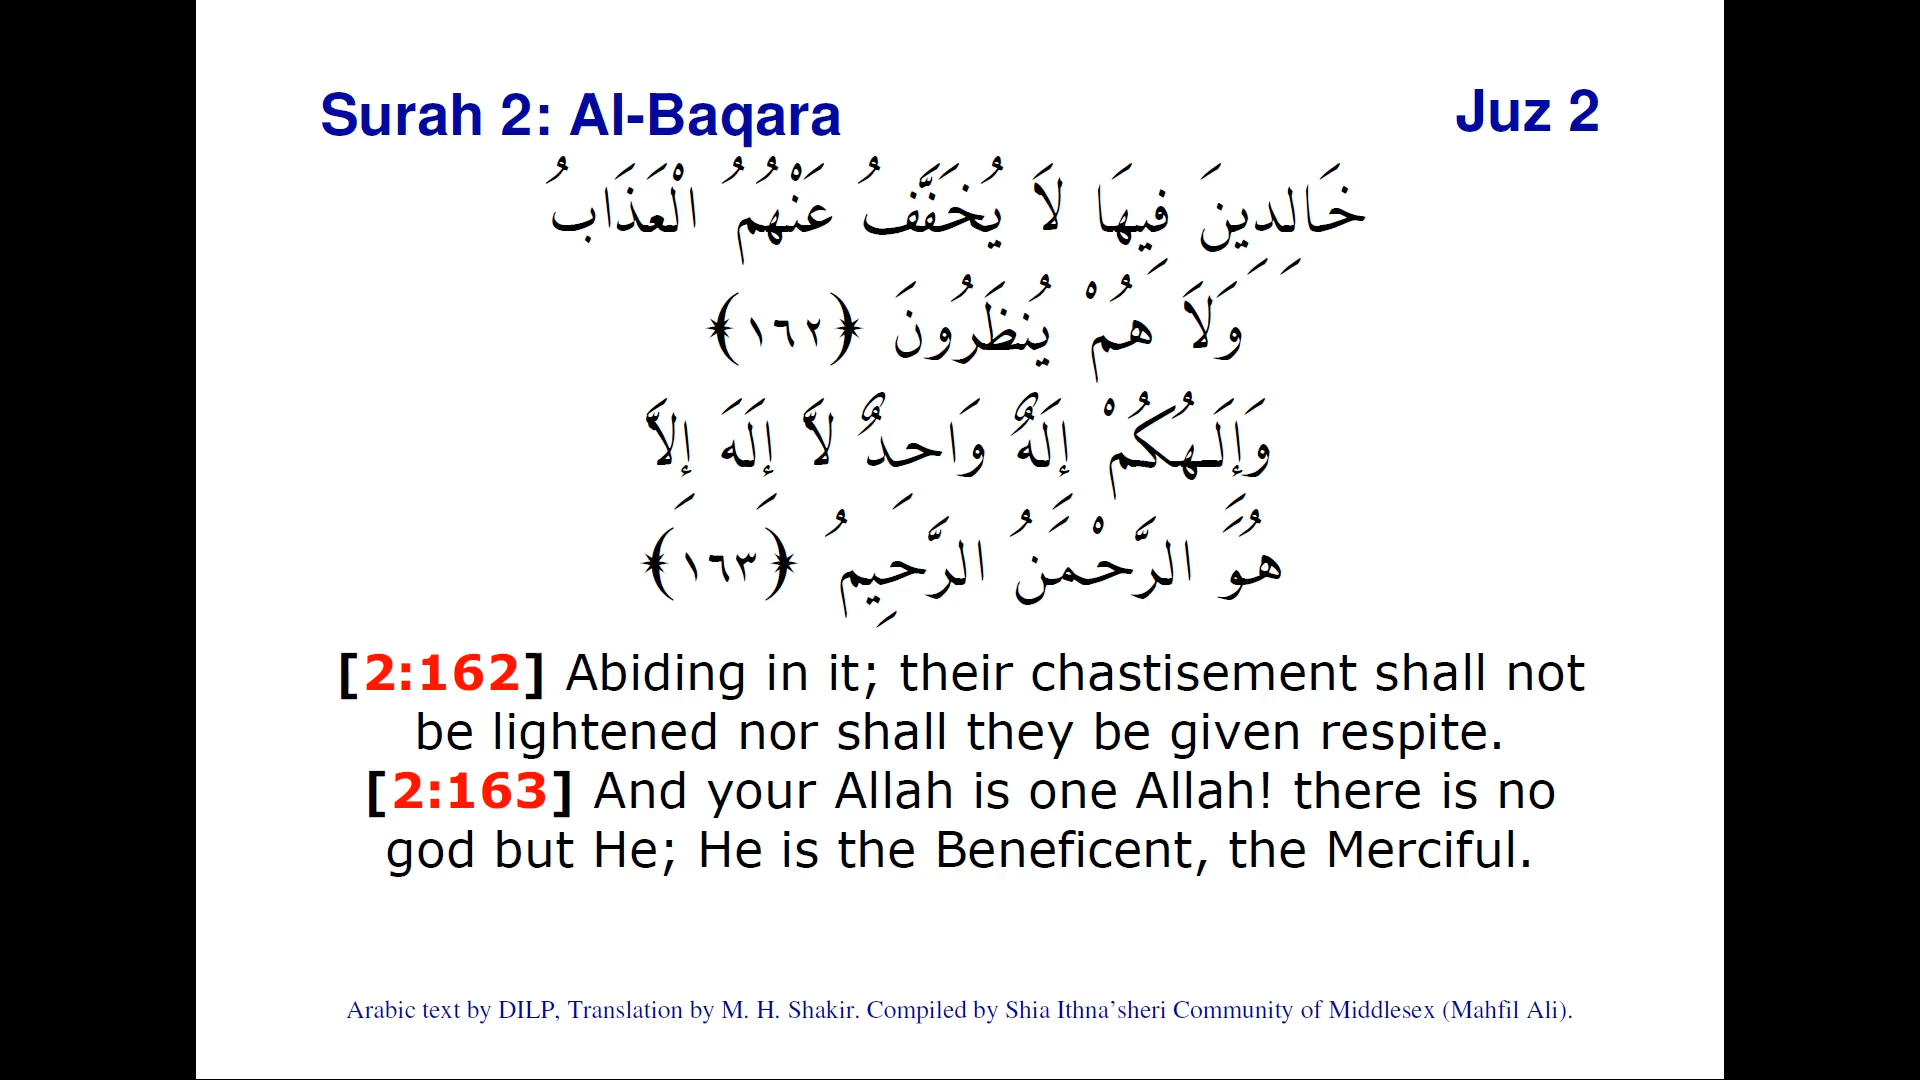 Surah 2: Al-Baqara
Juz 2
خَالِدِينَ فِيهَا لاَ يُخَفَّفُ عَنْهُمُ الْعَذَابُ
وَلاَ هُمْ يُنظَرُونَ ﴿١٦٢﴾
وَإِلَـهُكُمْ إِلَهٌ وَاحِدٌ لاَّ إِلَهَ إِلاَّ
هُوَ الرَّحْمَنُ الرَّحِيمُ ﴿١٦٣﴾
[2:162] Abiding in it; their chastisement shall not
be lightened nor shall they be given respite.
[2:163] And your Allah is one Allah! there is no
god but He; He is the Beneficent, the Merciful.
Arabic text by DILP, Translation by M. H. Shakir. Compiled by Shia Ithna’sheri Community of Middlesex (Mahfil Ali).